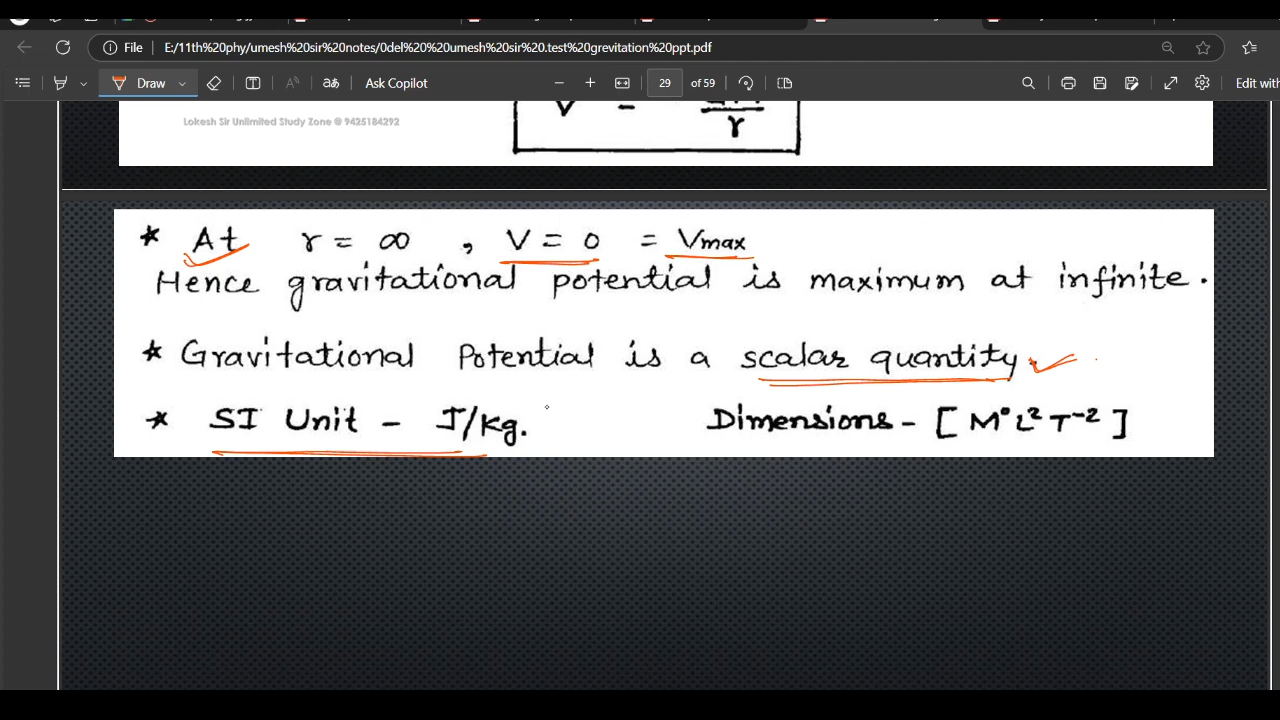 File E:/11th%20phy/umesh%20sir%20notes/0del%20%20umesh%20sir%20.test%20grevitation%20ppt.pdf
Draw Ask Copilot 29 of 59 Edit with
Lokesh Sir Unlimited Study Zone @ 9425184292
V = r
* At r = ∞ , V = 0 = Vmax
Hence gravitational potential is maximum at infinite.
* Gravitational Potential is a scalar quantity.
* SI Unit - J/kg. Dimensions - [M⁰L²T⁻²]